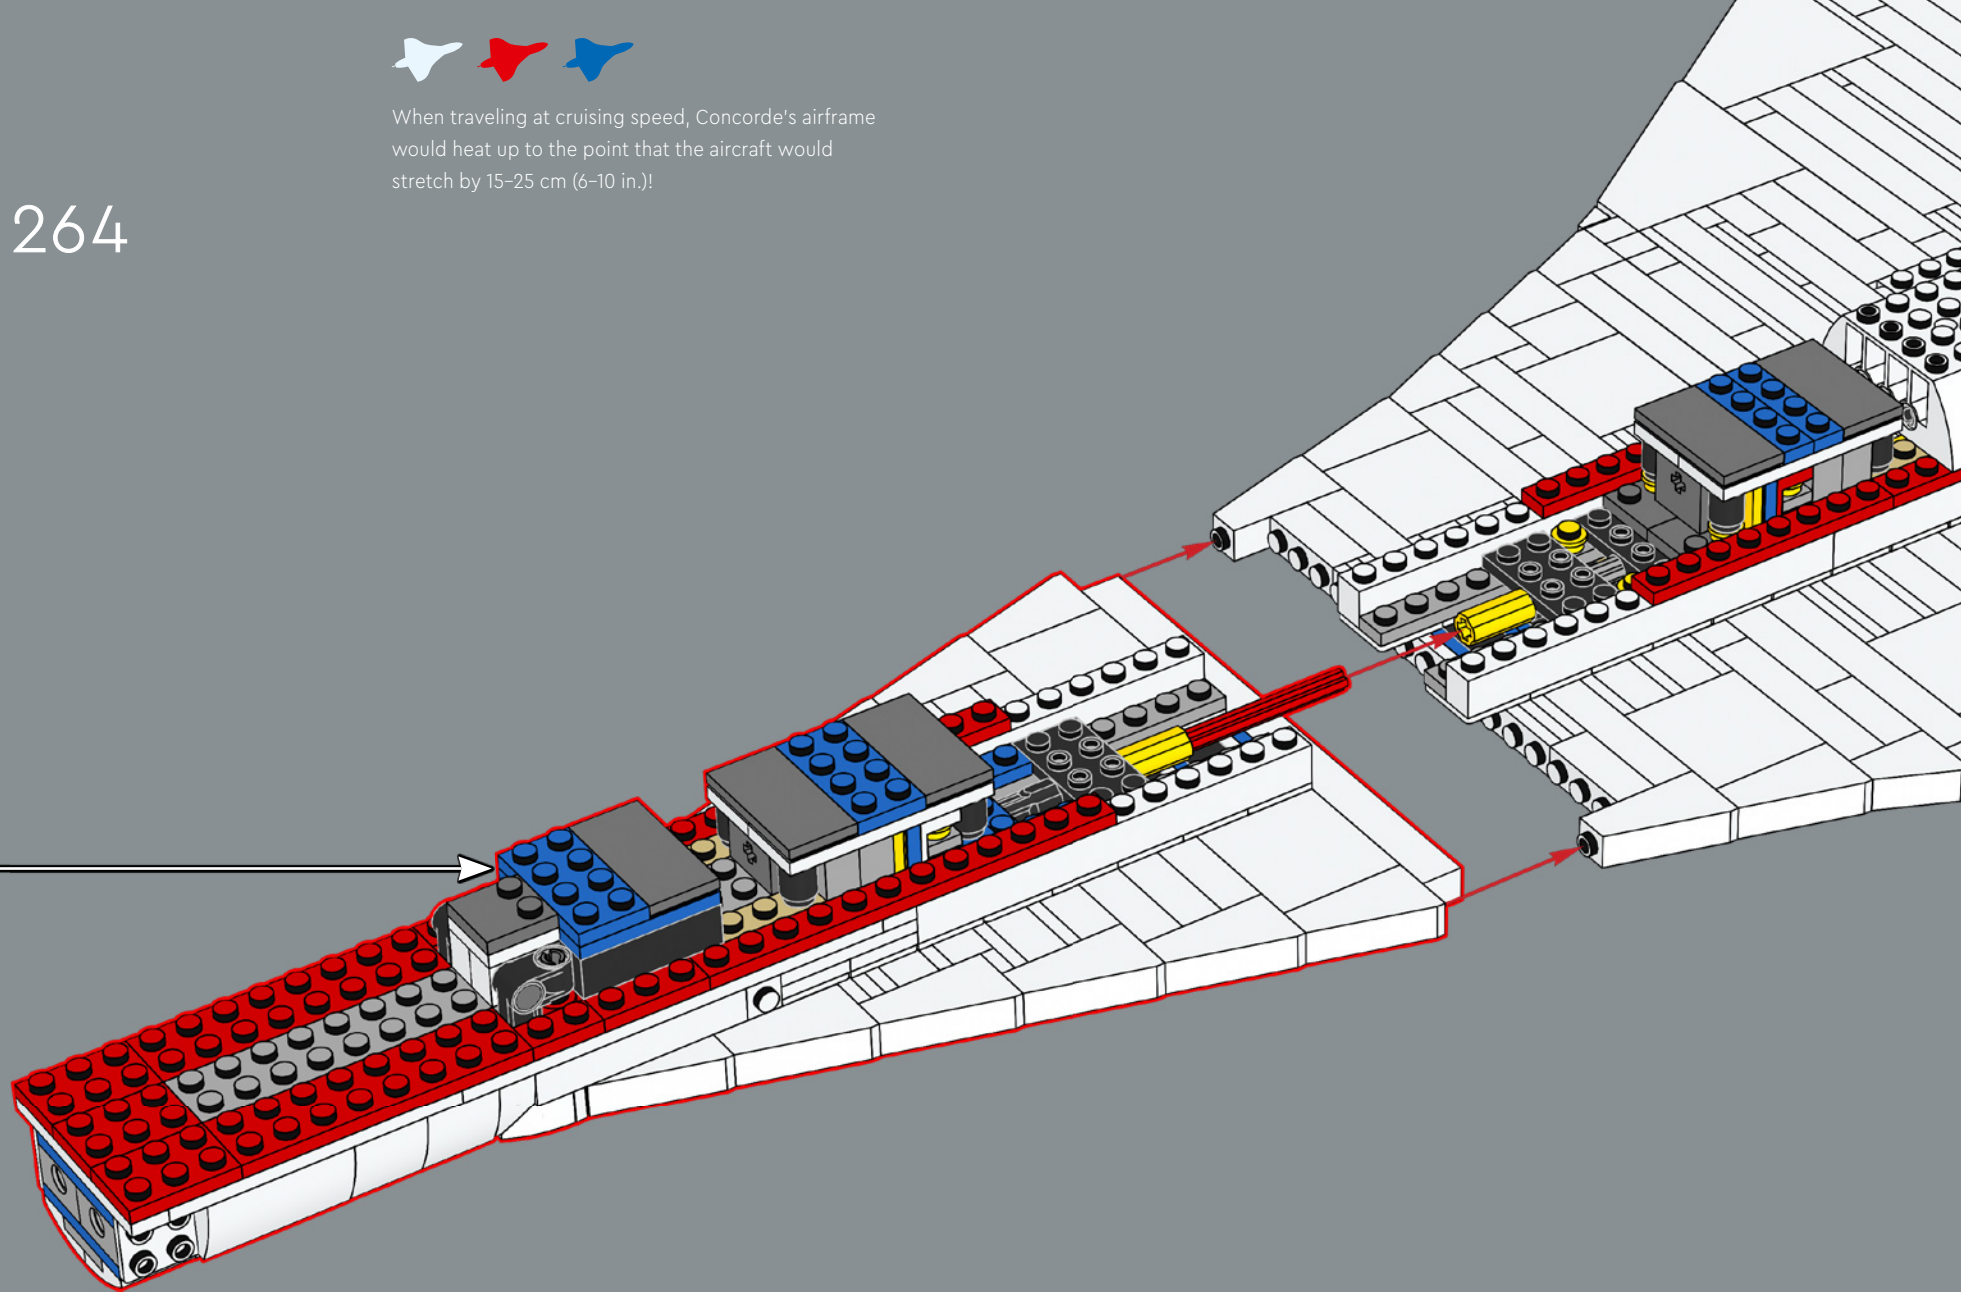 When traveling at cruising speed, Concorde's airframe
would heat up to the point that the aircraft would
stretch by 15–25 cm (6–10 in.)!
264